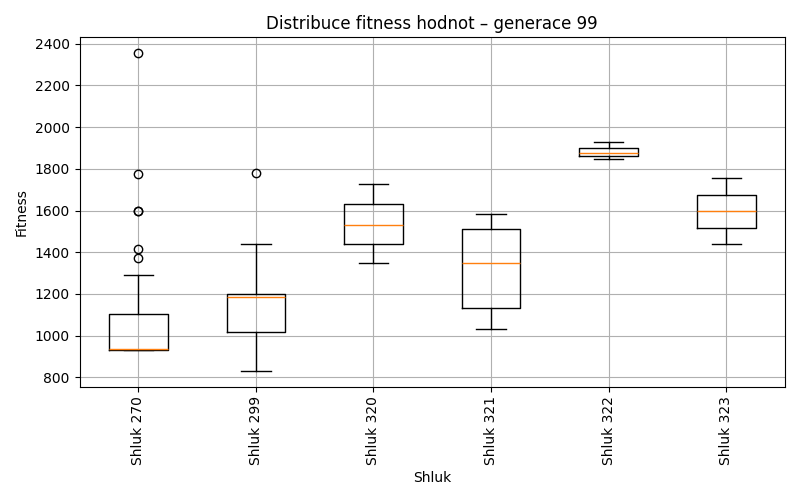 Distribuce fitness hodnot – generace 99
Fitness
2400
2200
2000
1800
1600
1400
1200
1000
800
Shluk 270
Shluk 299
Shluk 320
Shluk 321
Shluk 322
Shluk 323
Shluk